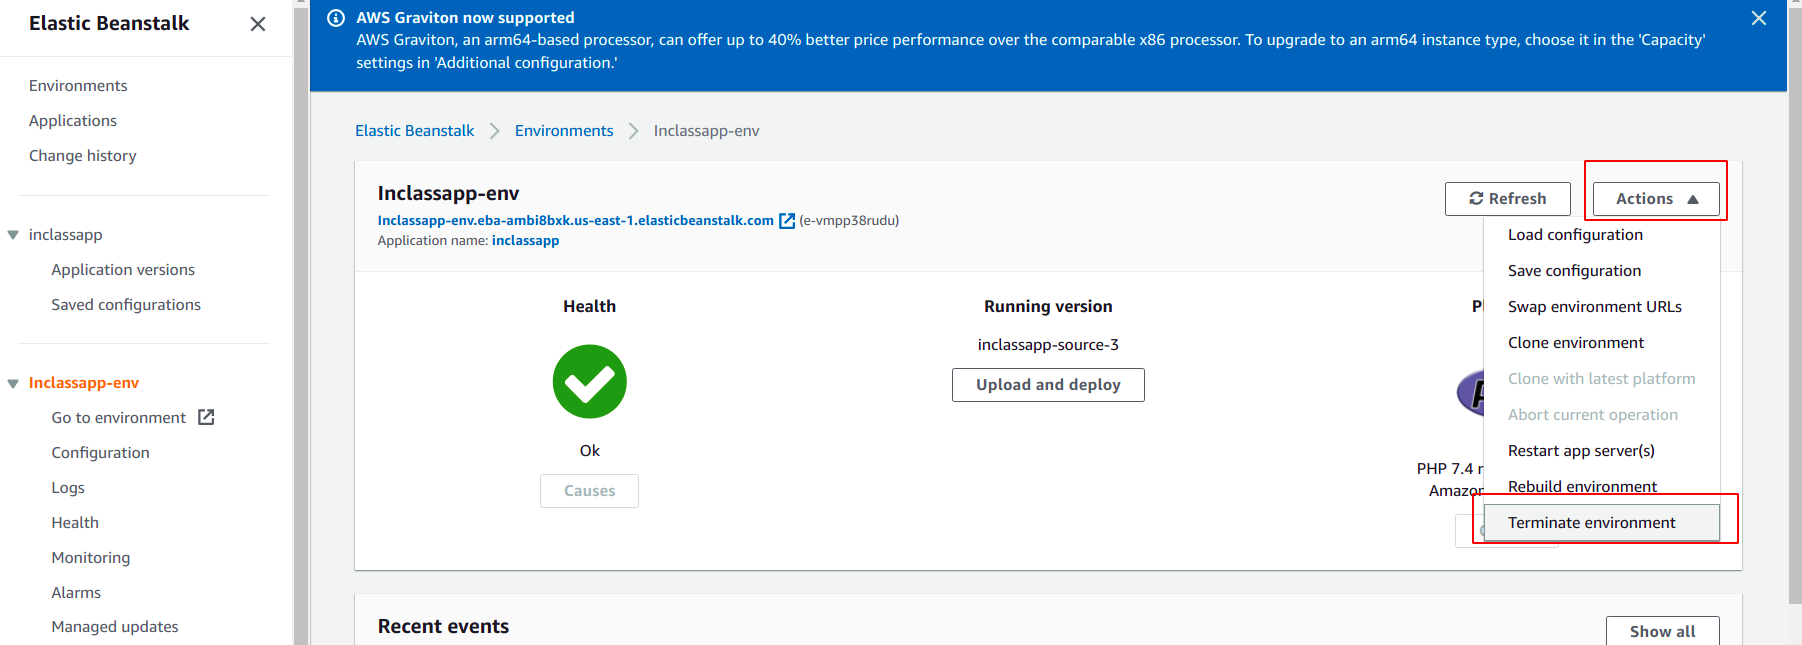 Elastic Beanstalk
Environments
Applications
Change history
inclassapp
Application versions
Saved configurations
Inclassapp-env
Go to environment
Configuration
Logs
Health
Monitoring
Alarms
Managed updates
AWS Graviton now supported
AWS Graviton, an arm64-based processor, can offer up to 40% better price performance over the comparable x86 processor. To upgrade to an arm64 instance type, choose it in the 'Capacity'
settings in 'Additional configuration.'
Elastic Beanstalk Environments Inclassapp-env
Inclassapp-env
Inclassapp-env.eba-ambi8bxk.us-east-1.elasticbeanstalk.com (e-vmpp38rudu)
Application name: inclassapp
Refresh
Actions
Load configuration
Save configuration
Swap environment URLs
Clone environment
Clone with latest platform
Abort current operation
Restart app server(s)
Rebuild environment
Terminate environment
Health
Ok
Causes
Running version
inclassapp-source-3
Upload and deploy
PHP 7.4
Recent events
Show all